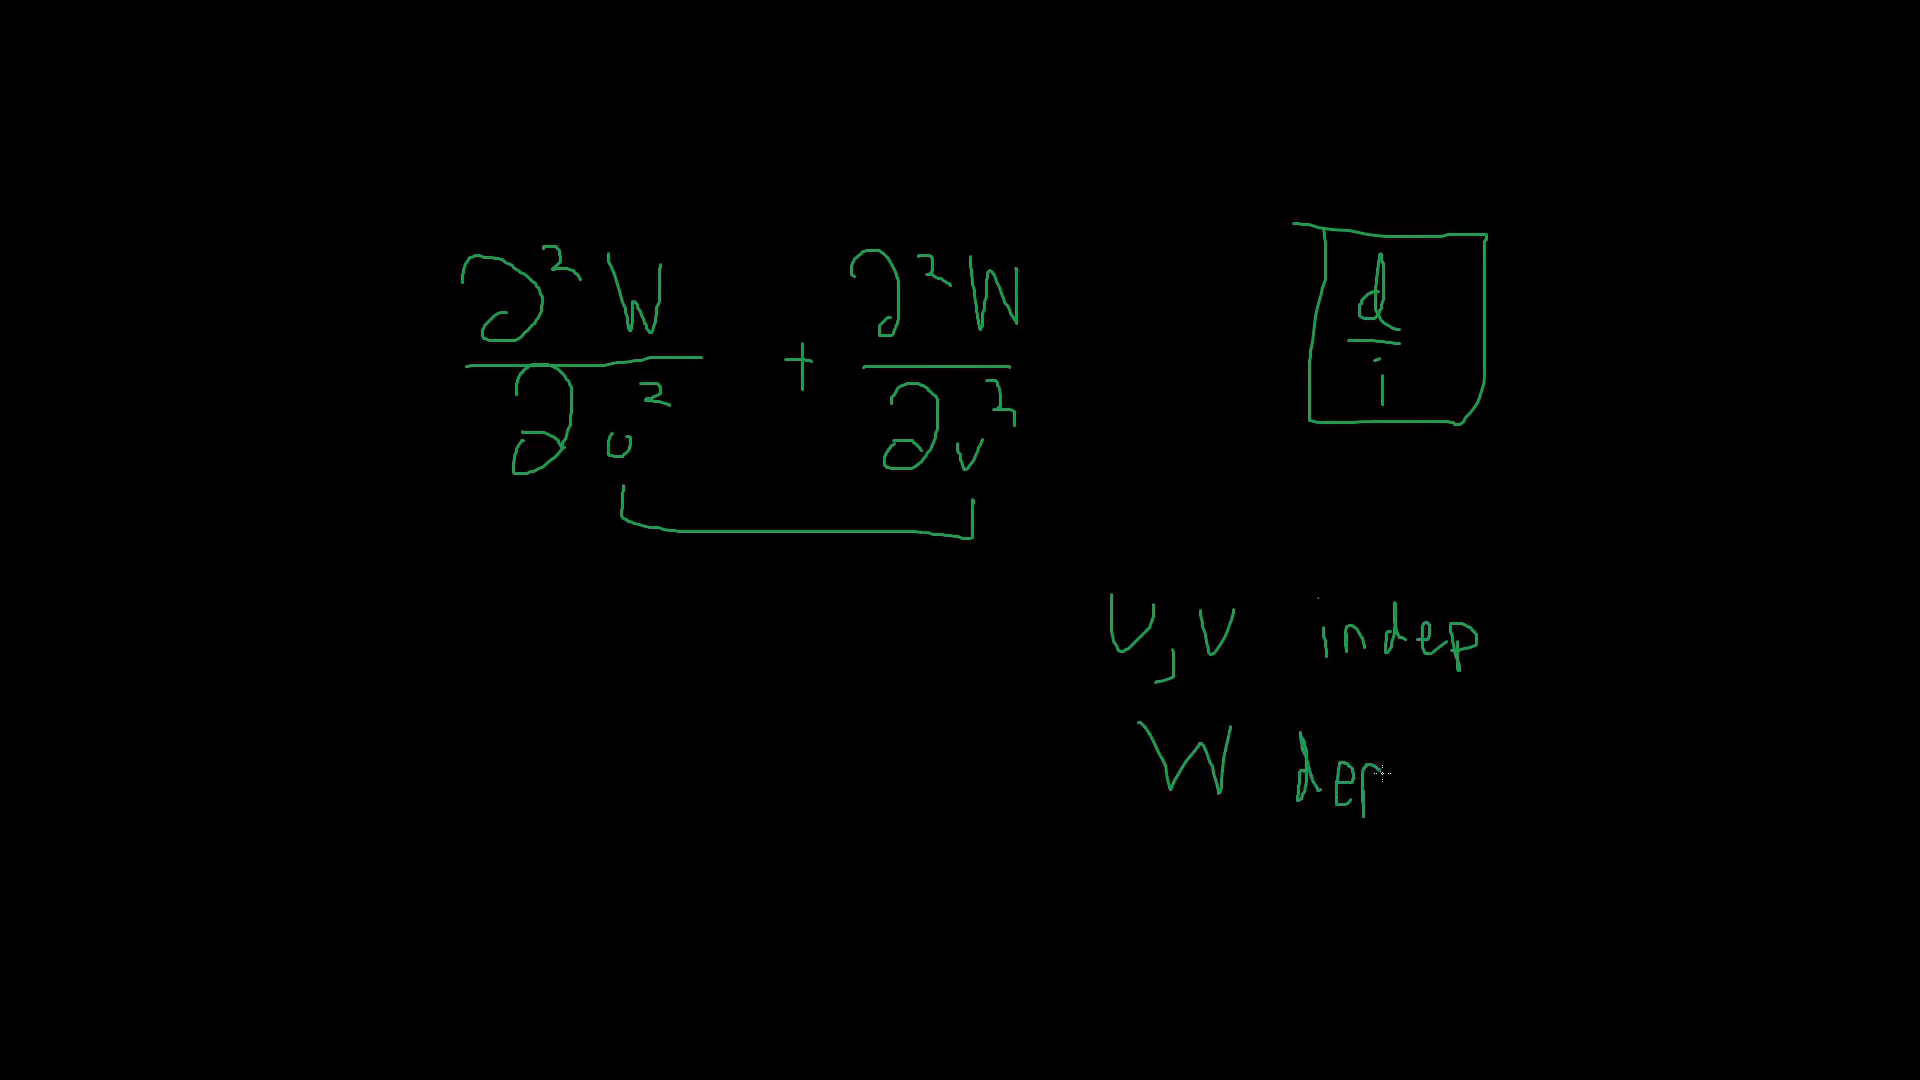 ∂²W/∂u² + ∂²W/∂v²
d/i
U, V indep
W dep